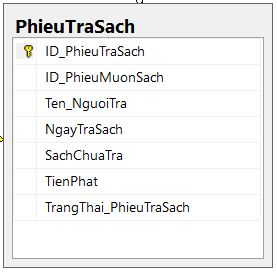 PhieuTraSach
ID_PhieuTraSach
ID_PhieuMuonSach
Ten_NguoiTra
NgayTraSach
SachChuaTra
TienPhat
TrangThai_PhieuTraSach